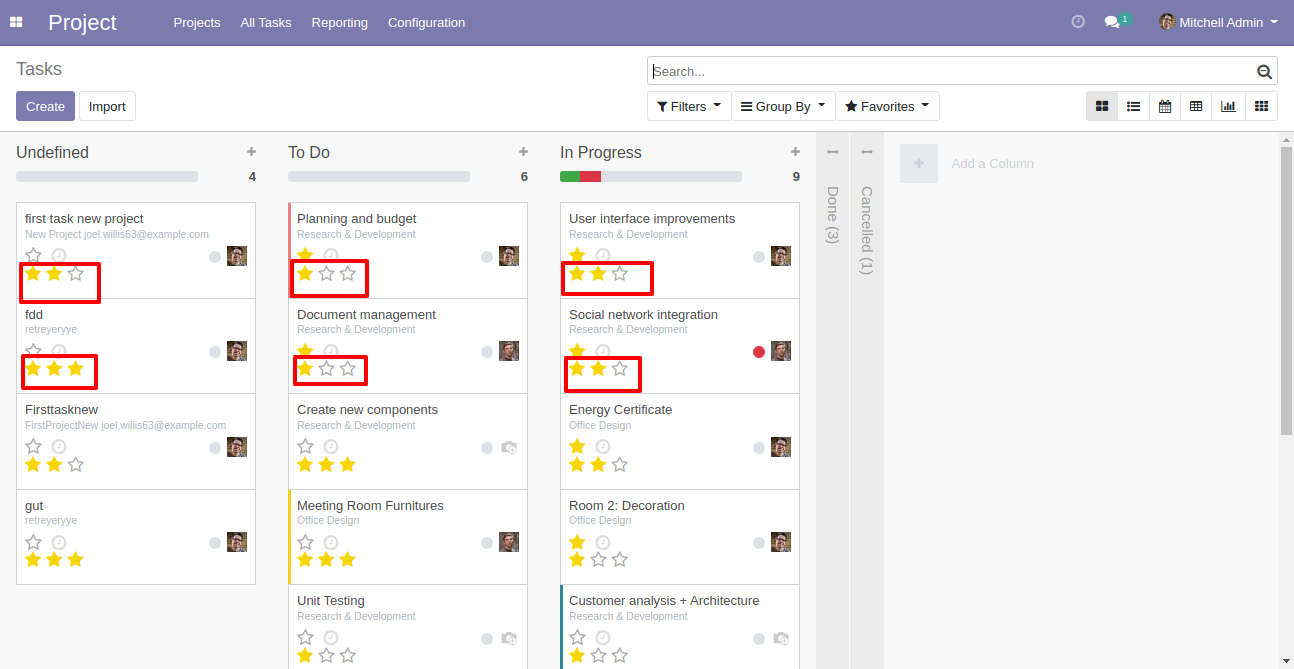 Project
Projects
All Tasks
Reporting
Configuration
1
Mitchell Admin
Tasks
Search...
Create
Import
Filters
Group By
Favorites
Undefined
4
first task new project
New Project joel.willis63@example.com
fdd
retreyeryye
Firsttasknew
FirstProjectNew joel.willis63@example.com
gut
retreyeryye
To Do
6
Planning and budget
Research & Development
Document management
Research & Development
Create new components
Research & Development
Meeting Room Furnitures
Office Design
Unit Testing
Research & Development
In Progress
9
User interface improvements
Research & Development
Social network integration
Research & Development
Energy Certificate
Office Design
Room 2: Decoration
Office Design
Customer analysis + Architecture
Research & Development
Done (3)
Cancelled (1)
Add a Column